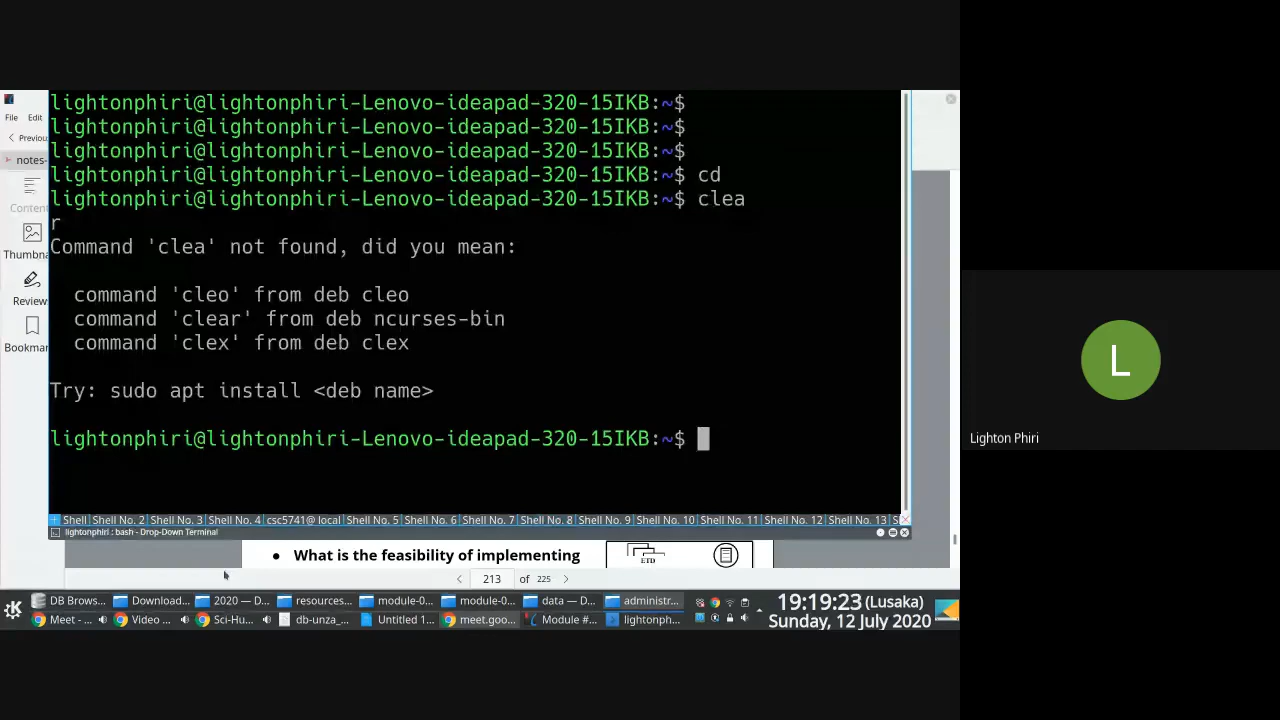 lightonphiri@lightonphiri-Lenovo-ideapad-320-15IKB:~$
lightonphiri@lightonphiri-Lenovo-ideapad-320-15IKB:~$
lightonphiri@lightonphiri-Lenovo-ideapad-320-15IKB:~$
lightonphiri@lightonphiri-Lenovo-ideapad-320-15IKB:~$ cd
lightonphiri@lightonphiri-Lenovo-ideapad-320-15IKB:~$ clea
r
Command 'clea' not found, did you mean:
command 'cleo' from deb cleo
command 'clear' from deb ncurses-bin
command 'clex' from deb clex
Try: sudo apt install <deb name>
lightonphiri@lightonphiri-Lenovo-ideapad-320-15IKB:~$
File Edit
Previou
notes-
Conten
Thumbna
Review
Bookmar
Shell Shell No. 2 Shell No. 3 Shell No. 4 csc5741@ local Shell No. 5 Shell No. 6 Shell No. 7 Shell No. 8 Shell No. 9 Shell No. 10 Shell No. 11 Shell No. 12 Shell No. 13 S
lightonphiri : bash - Drop-Down Terminal
• What is the feasibility of implementing
ETD
213 of 225
DB Brows... Download... 2020 — D... resources... module-0... module-0... data — D... administr...
Meet - ... Video ... Sci-Hu... db-unza_... Untitled 1... meet.goo... Module #... lightonph...
19:19:23 (Lusaka)
Sunday, 12 July 2020
L
Lighton Phiri